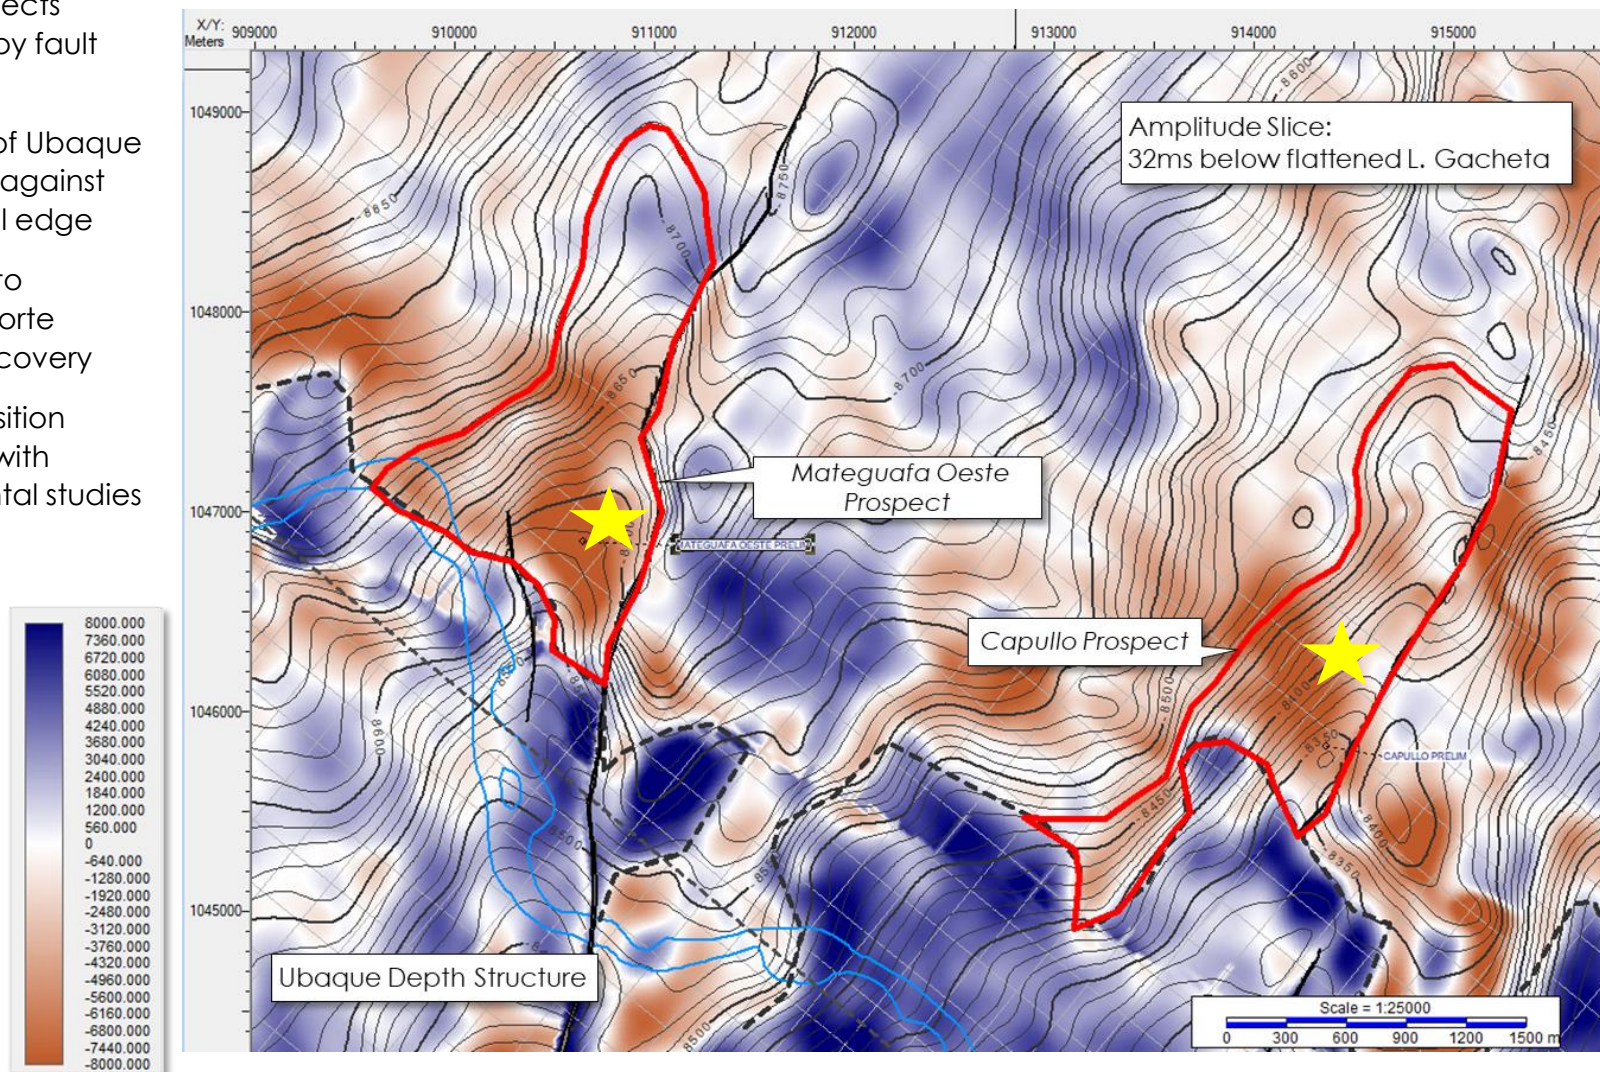 ects
by fault
of Ubaque
against
l edge
to
orte
covery
sition
with
ntal studies
X/Y:
Meters
909000
910000
911000
912000
913000
914000
915000
1049000
1048000
1047000
1046000
1045000
Amplitude Slice:
32ms below flattened L. Gacheta
-8600
-8750
-8850
-8700
-8650
-8700
-8450
Mateguafa Oeste
Prospect
MATEGUAFA OESTE PRELIM
Capullo Prospect
-8500
-8400
-8350
CAPULLO PRELIM
-8450
8400
-8350
8600
8500
8500
Ubaque Depth Structure
Scale = 1:25000
0 300 600 900 1200 1500 m
8000.000
7360.000
6720.000
6080.000
5520.000
4880.000
4240.000
3680.000
3040.000
2400.000
1840.000
1200.000
560.000
0
-640.000
-1280.000
-1920.000
-2480.000
-3120.000
-3760.000
-4320.000
-4960.000
-5600.000
-6160.000
-6800.000
-7440.000
-8000.000